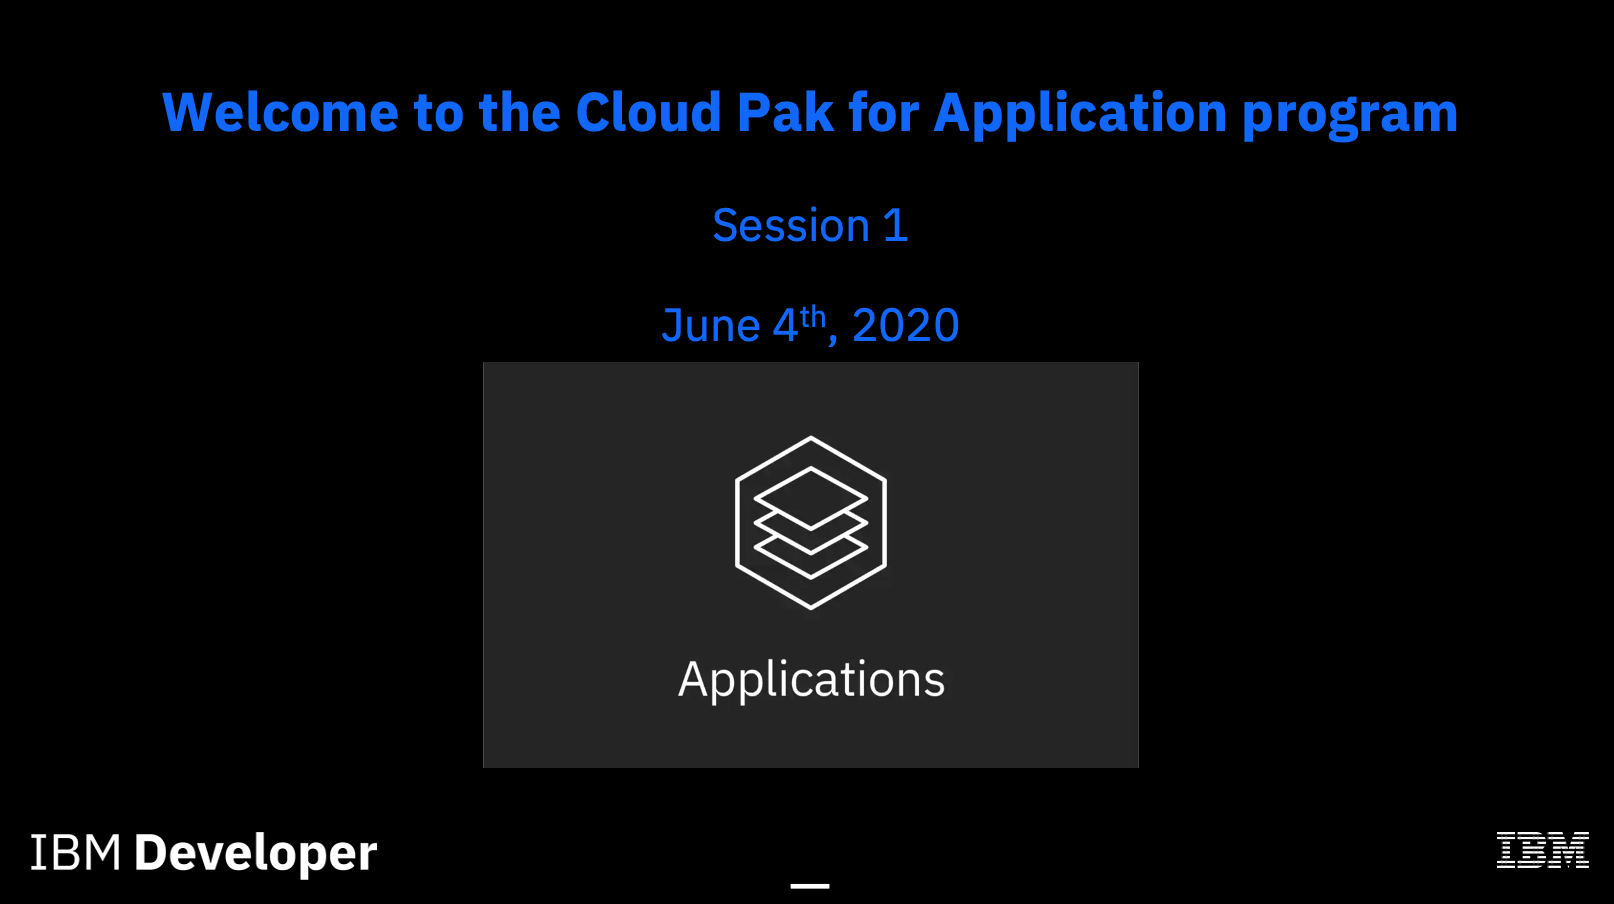 Welcome to the Cloud Pak for Application program
Session 1
June 4th, 2020
Applications
IBM Developer
IBM